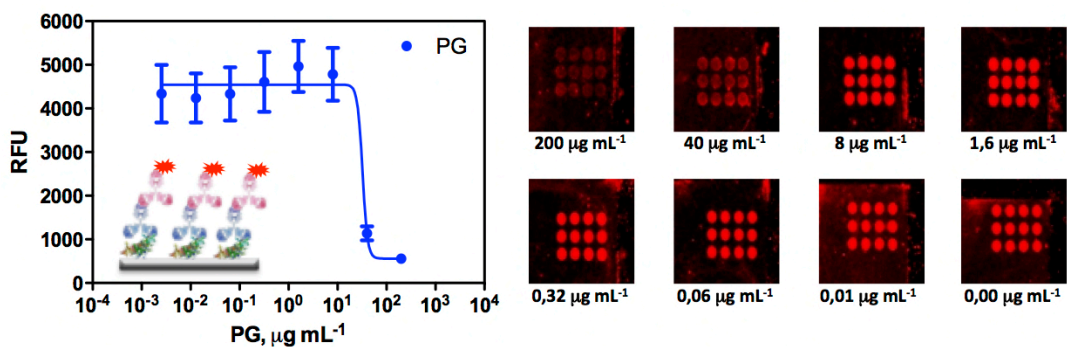 6000
5000
4000
3000
2000
1000
0
RFU
PG
10⁻⁴ 10⁻³ 10⁻² 10⁻¹ 10⁰ 10¹ 10² 10³ 10⁴
PG, µg mL⁻¹
200 µg mL⁻¹ 40 µg mL⁻¹ 8 µg mL⁻¹ 1,6 µg mL⁻¹
0,32 µg mL⁻¹ 0,06 µg mL⁻¹ 0,01 µg mL⁻¹ 0,00 µg mL⁻¹